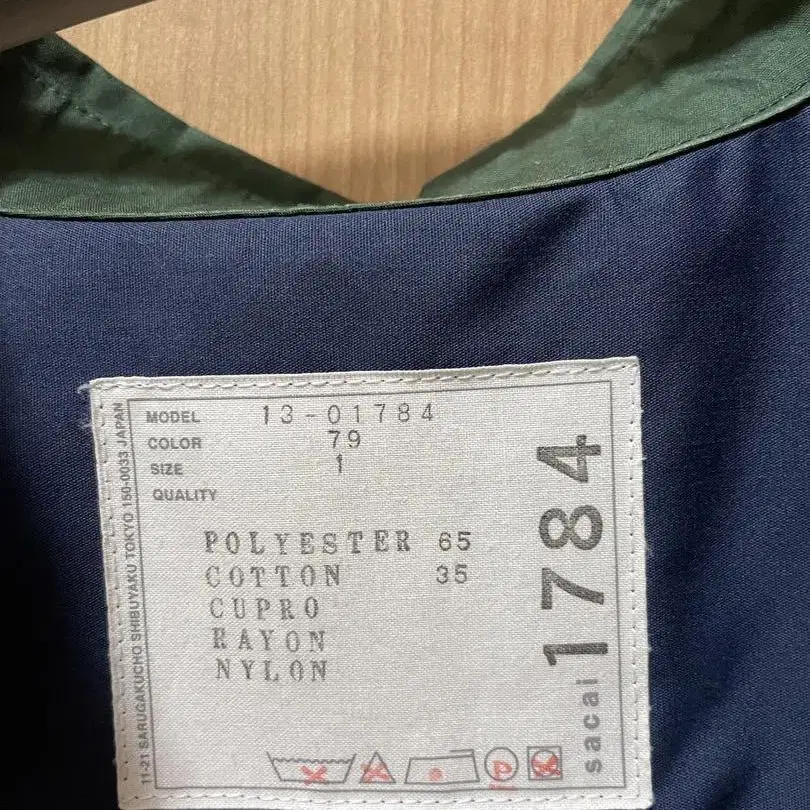 MODEL 13-01784
COLOR 79
SIZE 1
QUALITY
POLYESTER 65
COTTON 35
CUPRO
RAYON
NYLON
P
sacai 1784
11-21 SARUGAKUCHO SHIBUYAKU TOKYO 150-0033 JAPAN